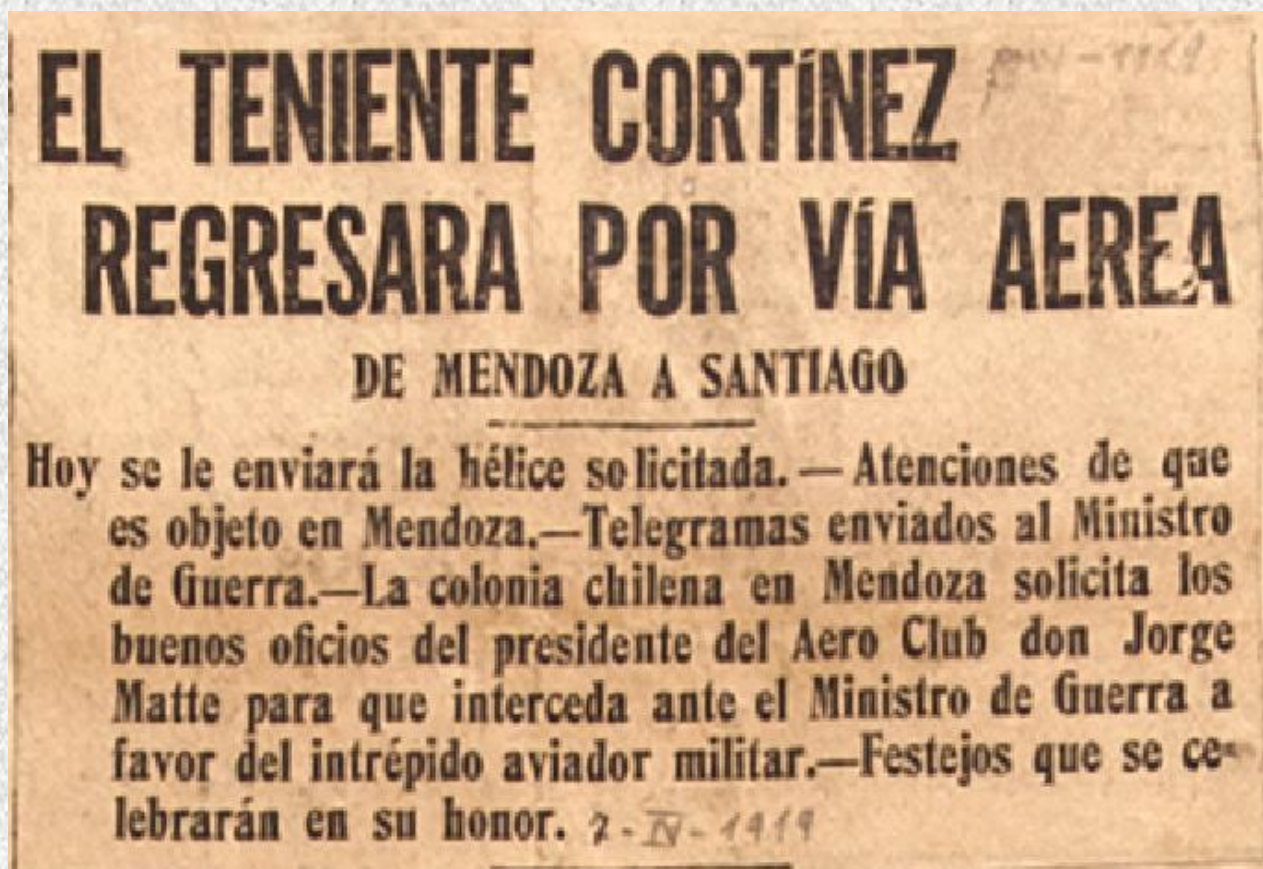 EL TENIENTE CORTÍNEZ
REGRESARA POR VÍA AEREA
DE MENDOZA A SANTIAGO
Hoy se le enviará la hélice solicitada.—Atenciones de que
es objeto en Mendoza.—Telegramas enviados al Ministro
de Guerra.—La colonia chilena en Mendoza solicita los
buenos oficios del presidente del Aero Club don Jorge
Matte para que interceda ante el Ministro de Guerra a
favor del intrépido aviador militar.—Festejos que se ce-
lebrarán en su honor. 7-IV-1919